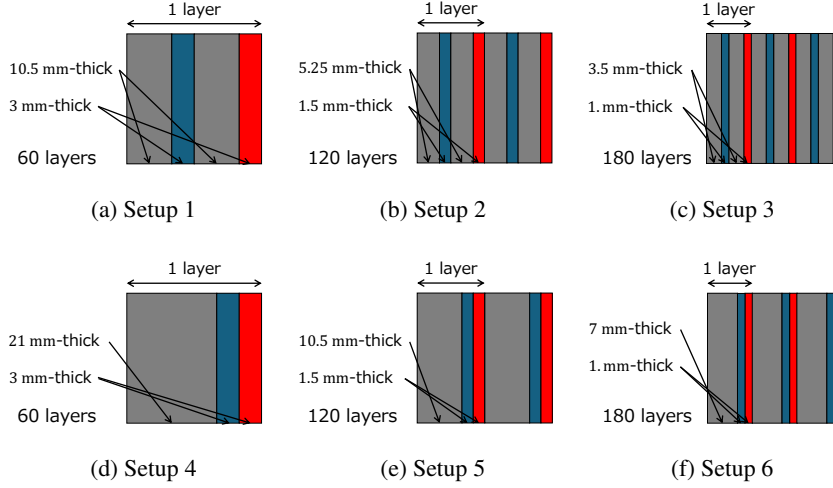 1 layer
10.5 mm-thick
3 mm-thick
60 layers
(a) Setup 1
1 layer
5.25 mm-thick
1.5 mm-thick
120 layers
(b) Setup 2
1 layer
3.5 mm-thick
1. mm-thick
180 layers
(c) Setup 3
1 layer
21 mm-thick
3 mm-thick
60 layers
(d) Setup 4
1 layer
10.5 mm-thick
1.5 mm-thick
120 layers
(e) Setup 5
1 layer
7 mm-thick
1. mm-thick
180 layers
(f) Setup 6